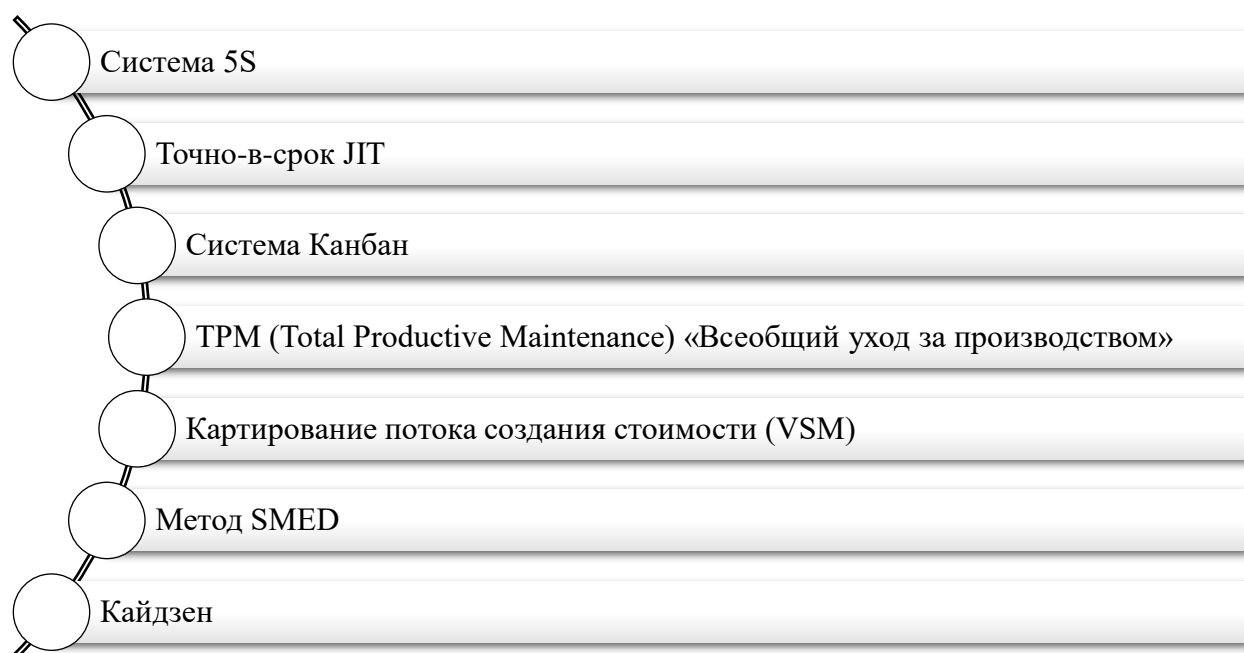 Система 5S
Точно-в-срок JIT
Система Канбан
TPM (Total Productive Maintenance) «Всеобщий уход за производством»
Картирование потока создания стоимости (VSM)
Метод SMED
Кайдзен